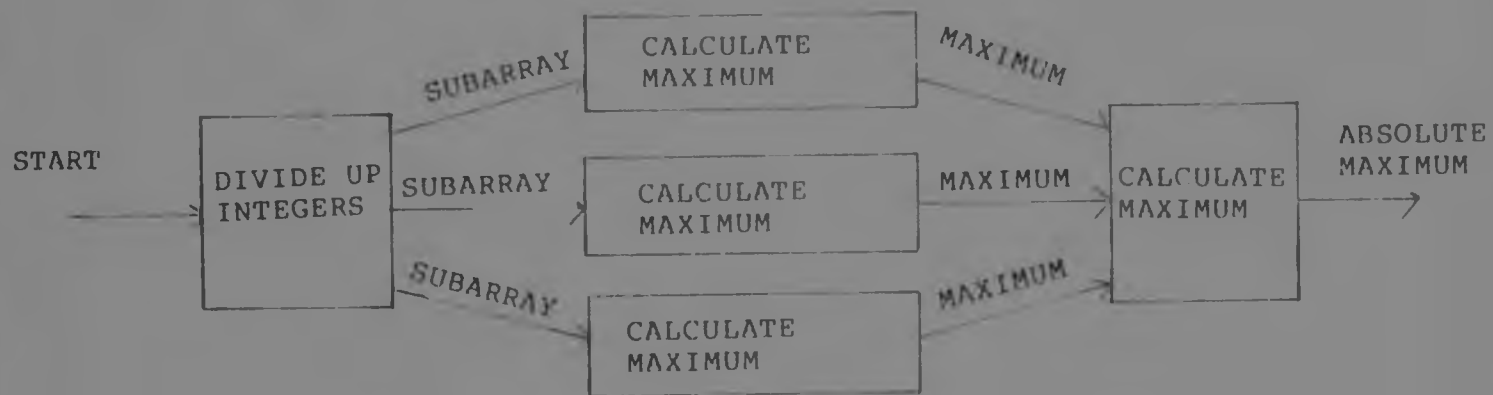 START
DIVIDE UP
INTEGERS
SUBARRAY
SUBARRAY
SUBARRAY
CALCULATE
MAXIMUM
CALCULATE
MAXIMUM
CALCULATE
MAXIMUM
MAXIMUM
MAXIMUM
MAXIMUM
CALCULATE
MAXIMUM
ABSOLUTE
MAXIMUM